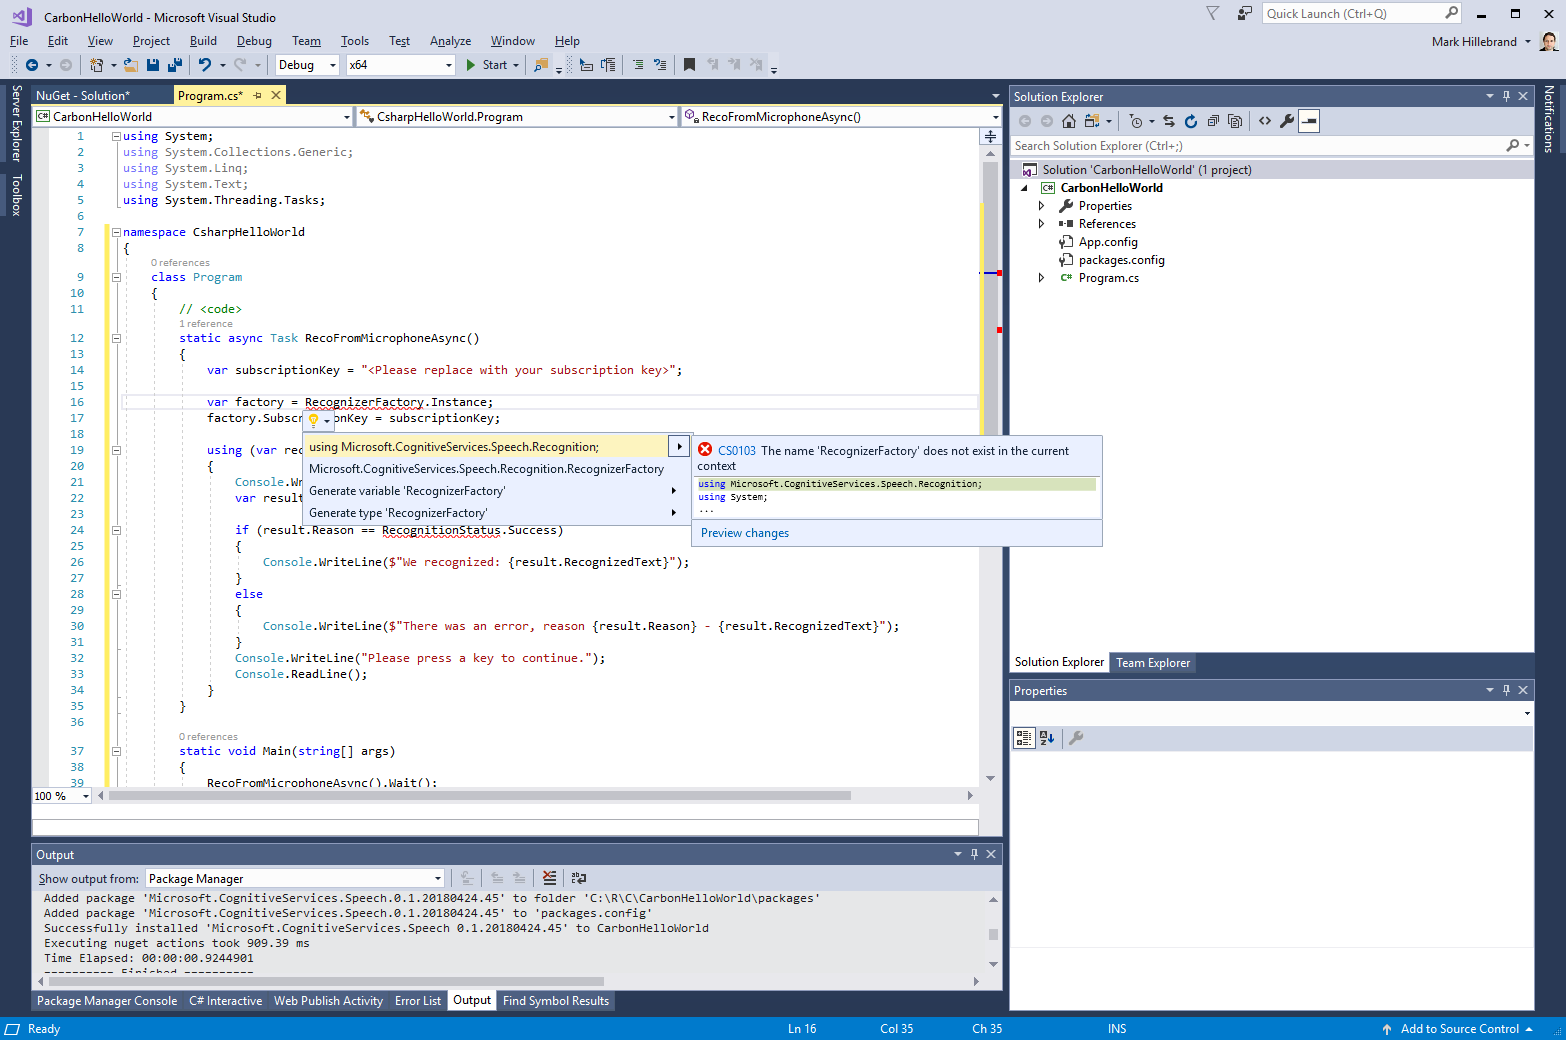 CarbonHelloWorld - Microsoft Visual Studio
Quick Launch (Ctrl+Q)
File Edit View Project Build Debug Team Tools Test Analyze Window Help
Mark Hillebrand
Debug x64 Start
Server Explorer
Toolbox
Notifications
NuGet - Solution* Program.cs*
CarbonHelloWorld CsharpHelloWorld.Program RecoFromMicrophoneAsync()
1 using System;
2 using System.Collections.Generic;
3 using System.Linq;
4 using System.Text;
5 using System.Threading.Tasks;
6
7 namespace CsharpHelloWorld
8 {
0 references
9 class Program
10 {
11 // <code>
1 reference
12 static async Task RecoFromMicrophoneAsync()
13 {
14 var subscriptionKey = "<Please replace with your subscription key>";
15
16 var factory = RecognizerFactory.Instance;
17 factory.Subsc onKey = subscriptionKey;
18
19 using (var rec
20 {
21 Console.Wr
22 var result
23
24 if (result.Reason == RecognitionStatus.Success)
25 {
26 Console.WriteLine($"We recognized: {result.RecognizedText}");
27 }
28 else
29 {
30 Console.WriteLine($"There was an error, reason {result.Reason} - {result.RecognizedText}");
31 }
32 Console.WriteLine("Please press a key to continue.");
33 Console.ReadLine();
34 }
35 }
36
0 references
37 static void Main(string[] args)
38 {
39 RecoFromMicrophoneAsync().Wait();
using Microsoft.CognitiveServices.Speech.Recognition;
Microsoft.CognitiveServices.Speech.Recognition.RecognizerFactory
Generate variable 'RecognizerFactory'
Generate type 'RecognizerFactory'
CS0103 The name 'RecognizerFactory' does not exist in the current
context
using Microsoft.CognitiveServices.Speech.Recognition;
using System;
...
Preview changes
100 %
Solution Explorer
Search Solution Explorer (Ctrl+;)
Solution 'CarbonHelloWorld' (1 project)
CarbonHelloWorld
Properties
References
App.config
packages.config
Program.cs
Solution Explorer Team Explorer
Properties
Output
Show output from: Package Manager
Added package 'Microsoft.CognitiveServices.Speech.0.1.20180424.45' to folder 'C:\R\C\CarbonHelloWorld\packages'
Added package 'Microsoft.CognitiveServices.Speech.0.1.20180424.45' to 'packages.config'
Successfully installed 'Microsoft.CognitiveServices.Speech 0.1.20180424.45' to CarbonHelloWorld
Executing nuget actions took 909.39 ms
Time Elapsed: 00:00:00.9244901
========== Finished ==========
Package Manager Console C# Interactive Web Publish Activity Error List Output Find Symbol Results
Ready Ln 16 Col 35 Ch 35 INS Add to Source Control